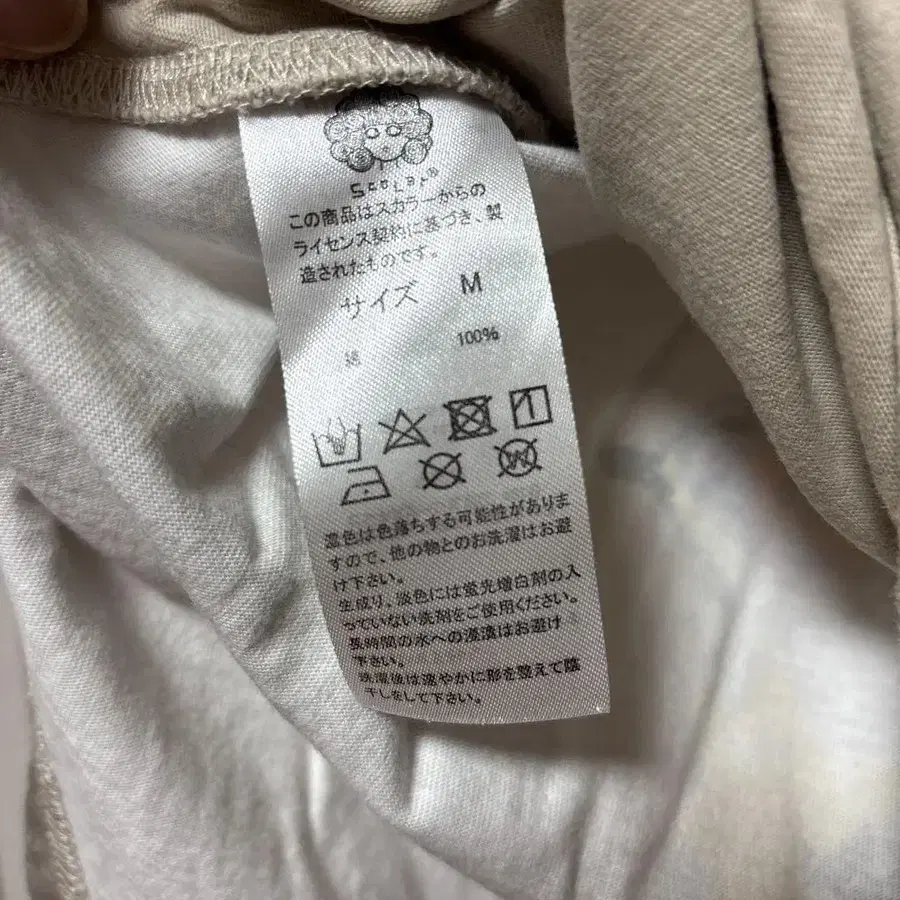 ScoLar
この商品はスカラーからの
ライセンス契約に基づき、製
造されたものです。
サイズ M
綿 100%
濃色は色落ちする可能性がありま
すので、他の物とのお洗濯はお避
け下さい。
生成り、淡色には蛍光増白剤の入
っていない洗剤をご使用ください。
長時間の水への浸漬はお避け
下さい。
洗濯後は速やかに形を整えて陰
干しをして下さい。